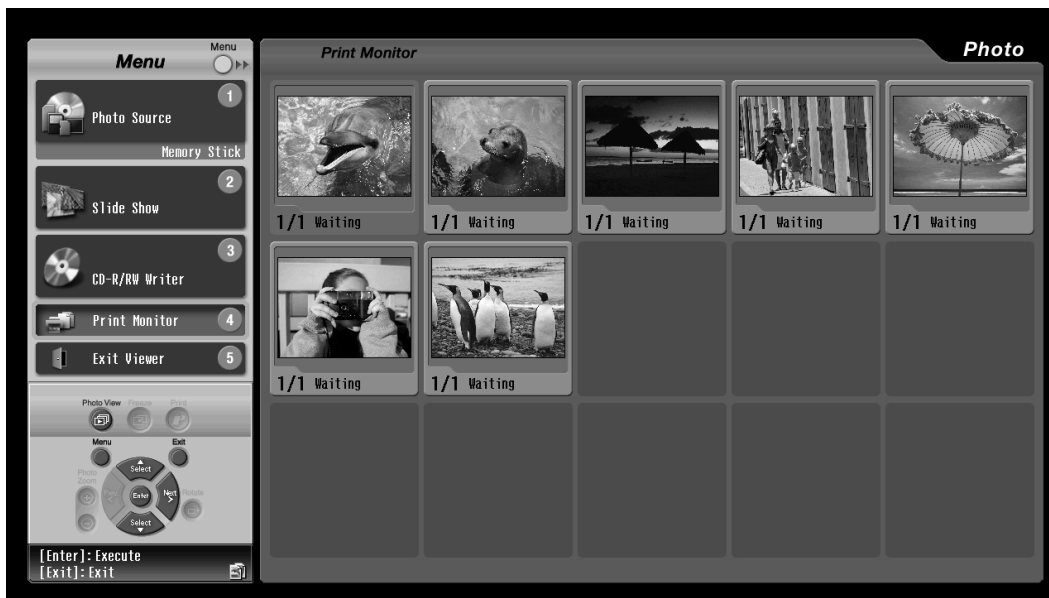 Menu
Menu
Print Monitor
Photo
1
Photo Source
Memory Stick
2
Slide Show
3
CD-R/RW Writer
Print Monitor 4
Exit Viewer 5
1/1 Waiting
1/1 Waiting
1/1 Waiting
1/1 Waiting
1/1 Waiting
1/1 Waiting
1/1 Waiting
Photo View Freeze Print
Menu
Exit
Photo
Zoom
Select
Enter
Next
Rotate
Select
[Enter]: Execute
[Exit]: Exit